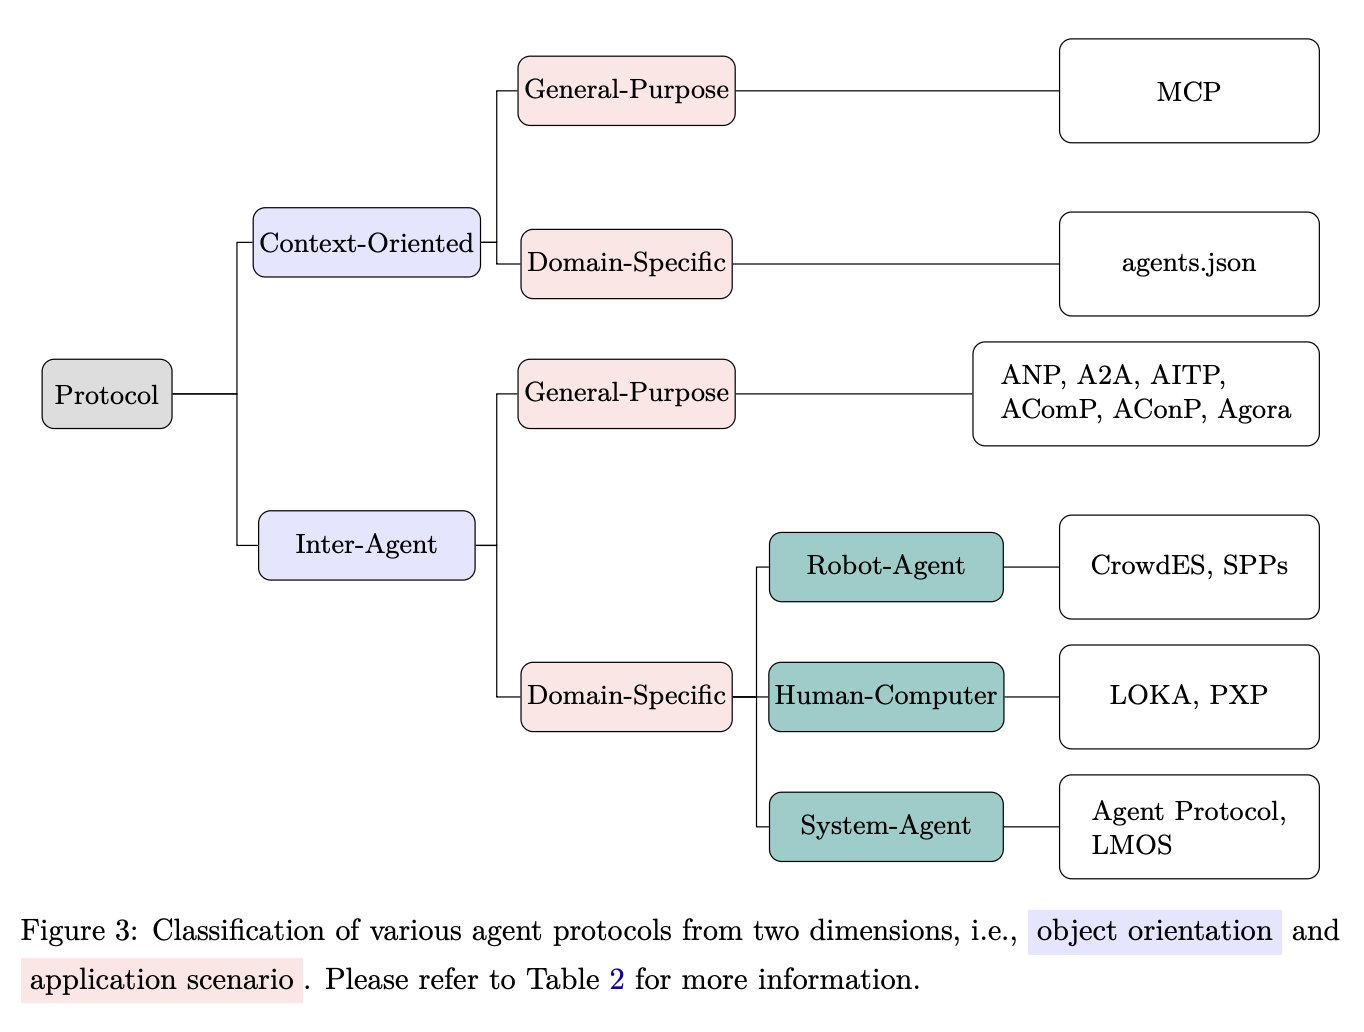 General-Purpose
MCP
Context-Oriented
Domain-Specific
agents.json
Protocol
General-Purpose
ANP, A2A, AITP,
AComP, AConP, Agora
Inter-Agent
Robot-Agent
CrowdES, SPPs
Domain-Specific
Human-Computer
LOKA, PXP
System-Agent
Agent Protocol,
LMOS
Figure 3: Classification of various agent protocols from two dimensions, i.e., object orientation and
application scenario. Please refer to Table 2 for more information.